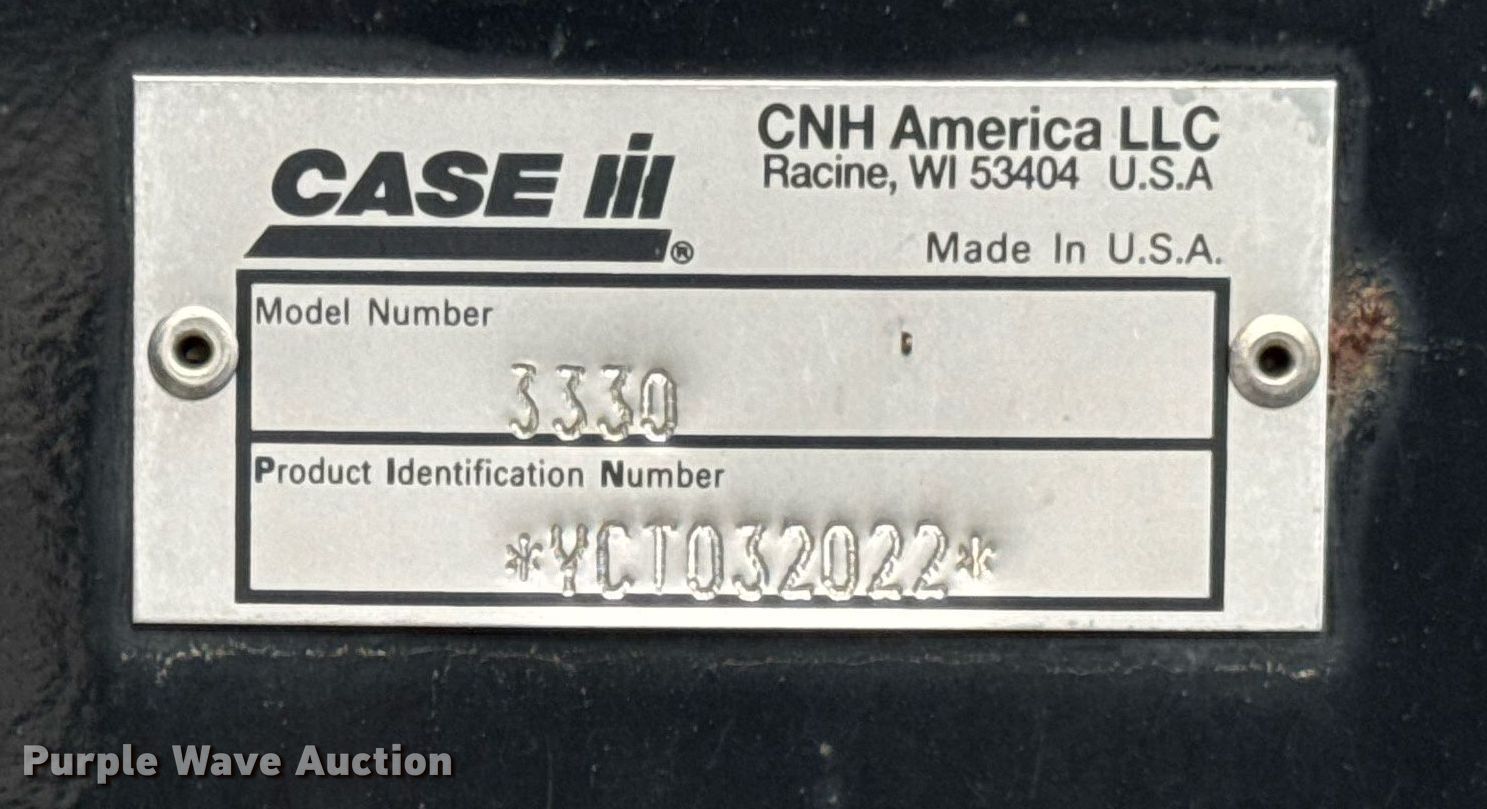 CASE IH®
CNH America LLC
Racine, WI 53404 U.S.A
Made In U.S.A.
Model Number
3330
Product Identification Number
*YCT032022*
Purple Wave Auction